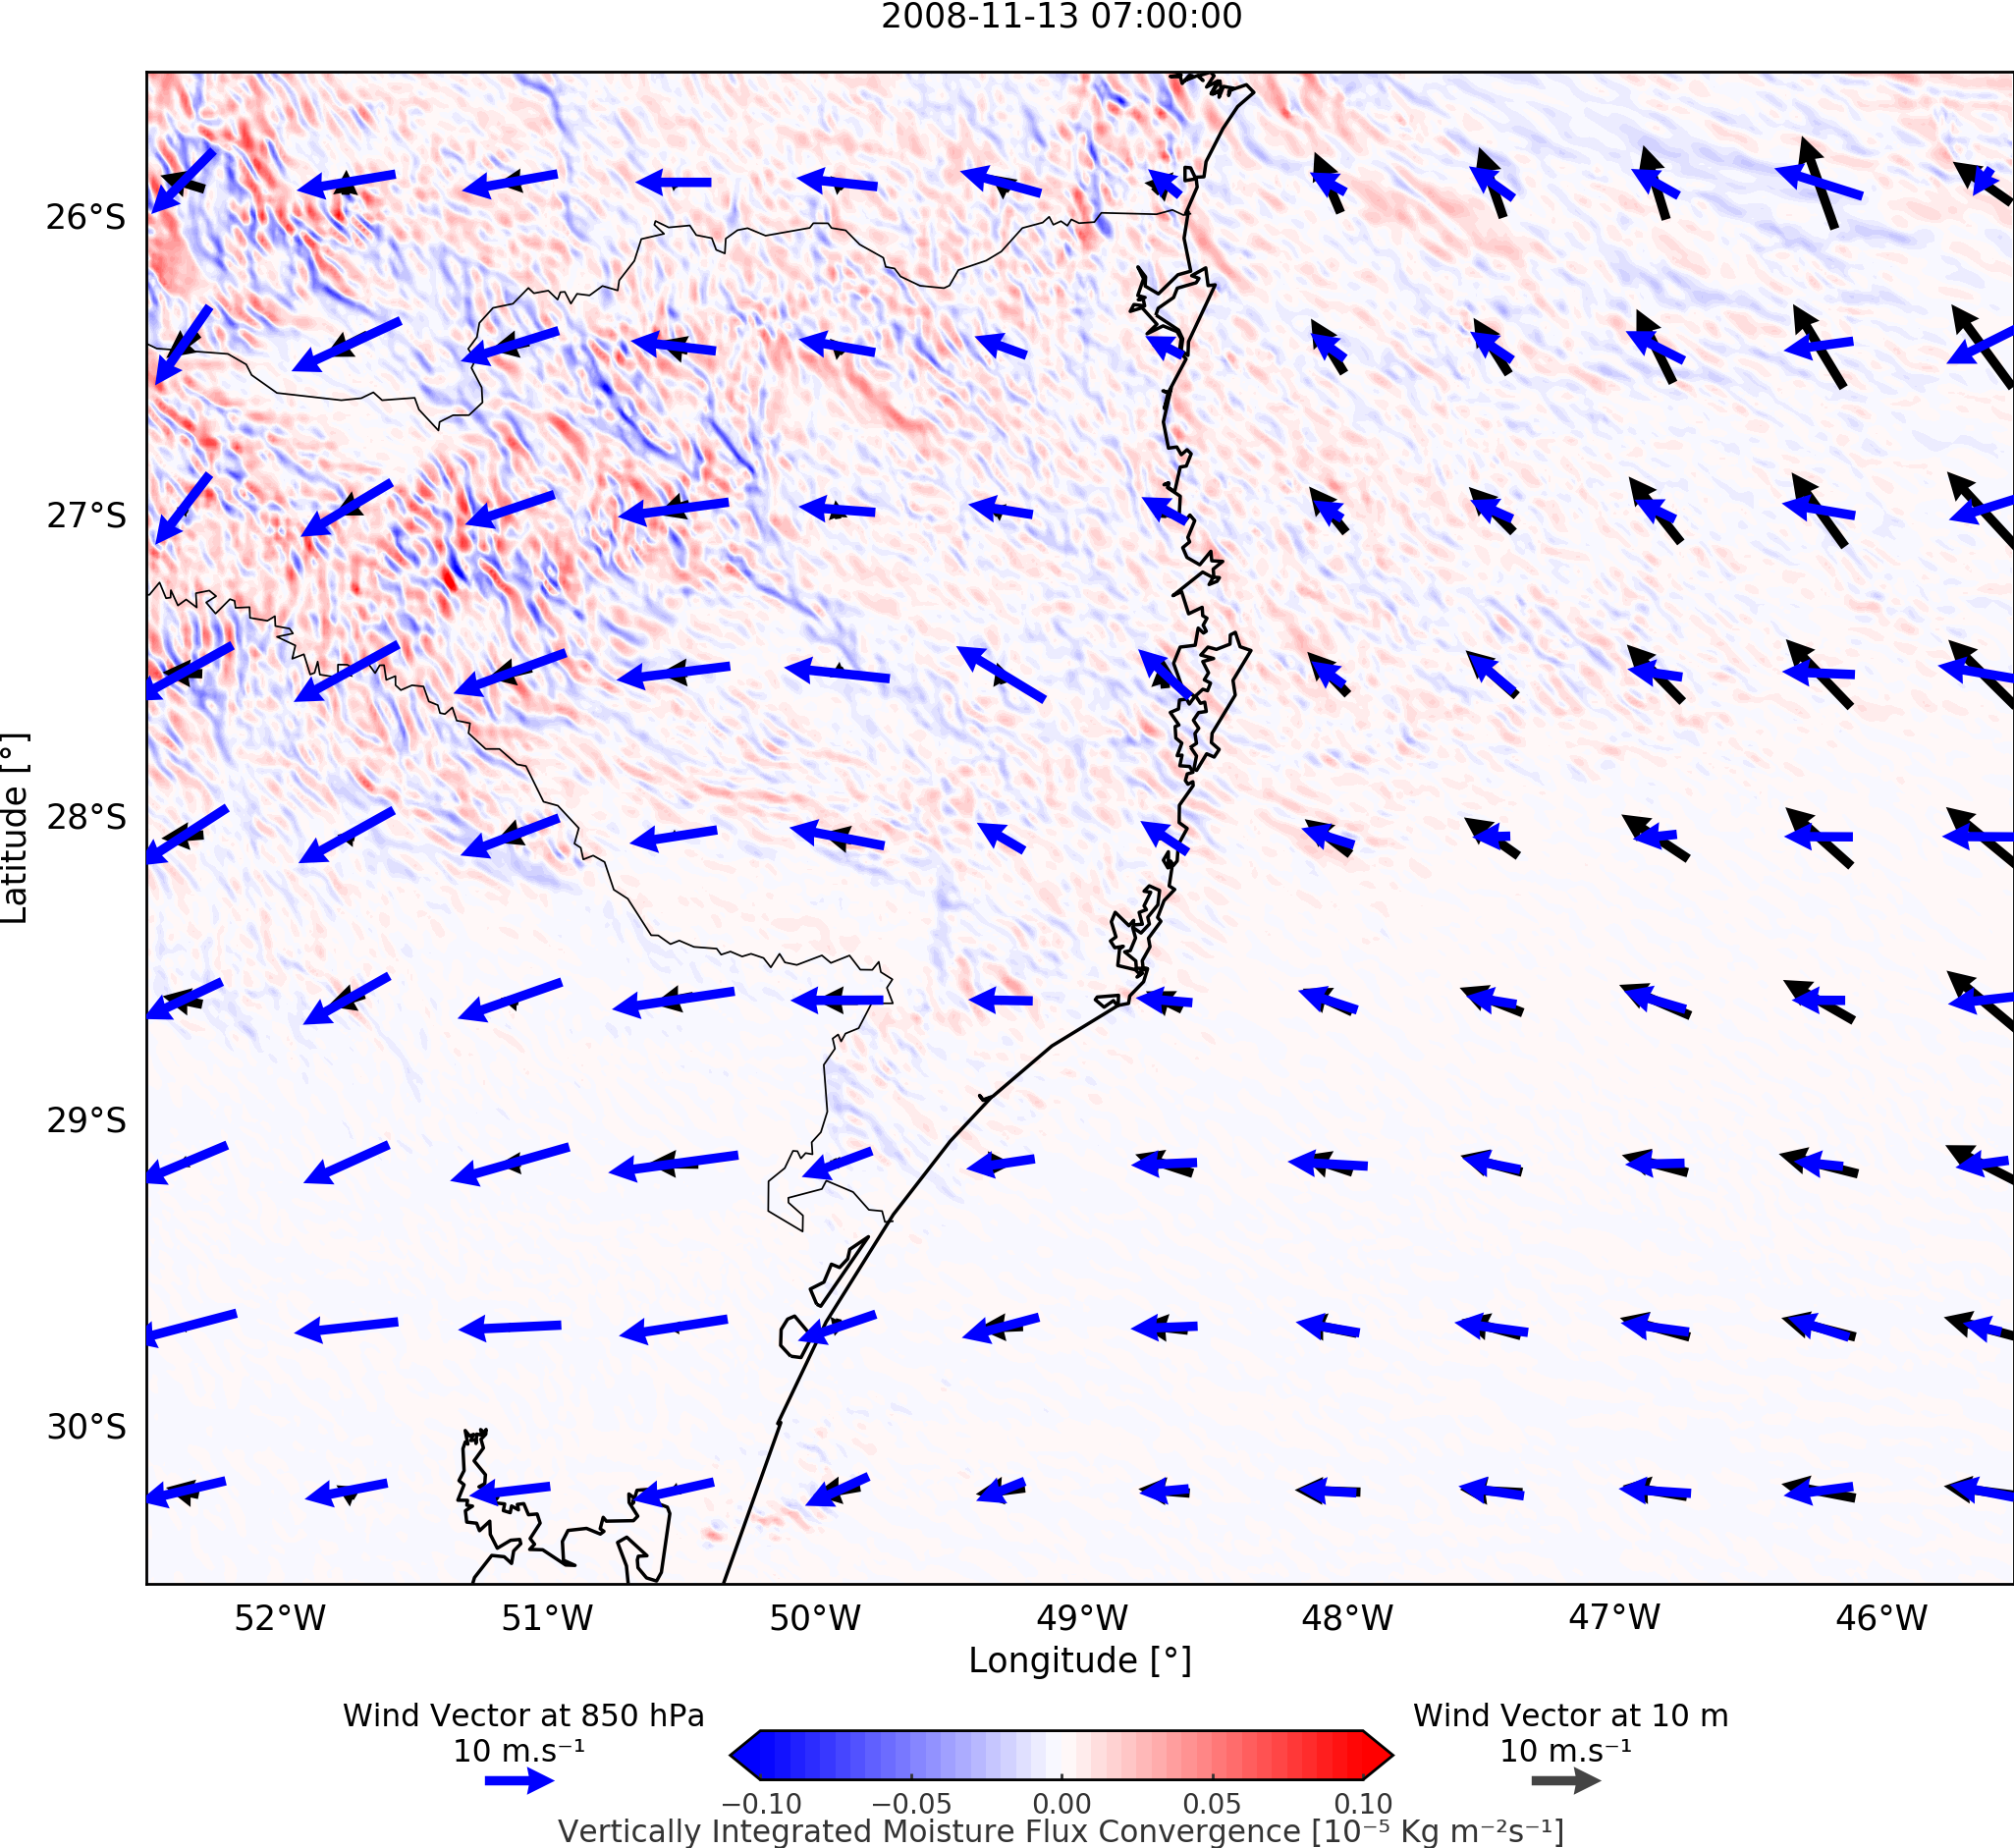 2008-11-13 07:00:00
26°S
27°S
28°S
29°S
30°S
Latitude [°]
52°W 51°W 50°W 49°W 48°W 47°W 46°W
Longitude [°]
Wind Vector at 850 hPa
10 m.s⁻¹
Wind Vector at 10 m
10 m.s⁻¹
−0.10 −0.05 0.00 0.05 0.10
Vertically Integrated Moisture Flux Convergence [10⁻⁵ Kg m⁻²s⁻¹]